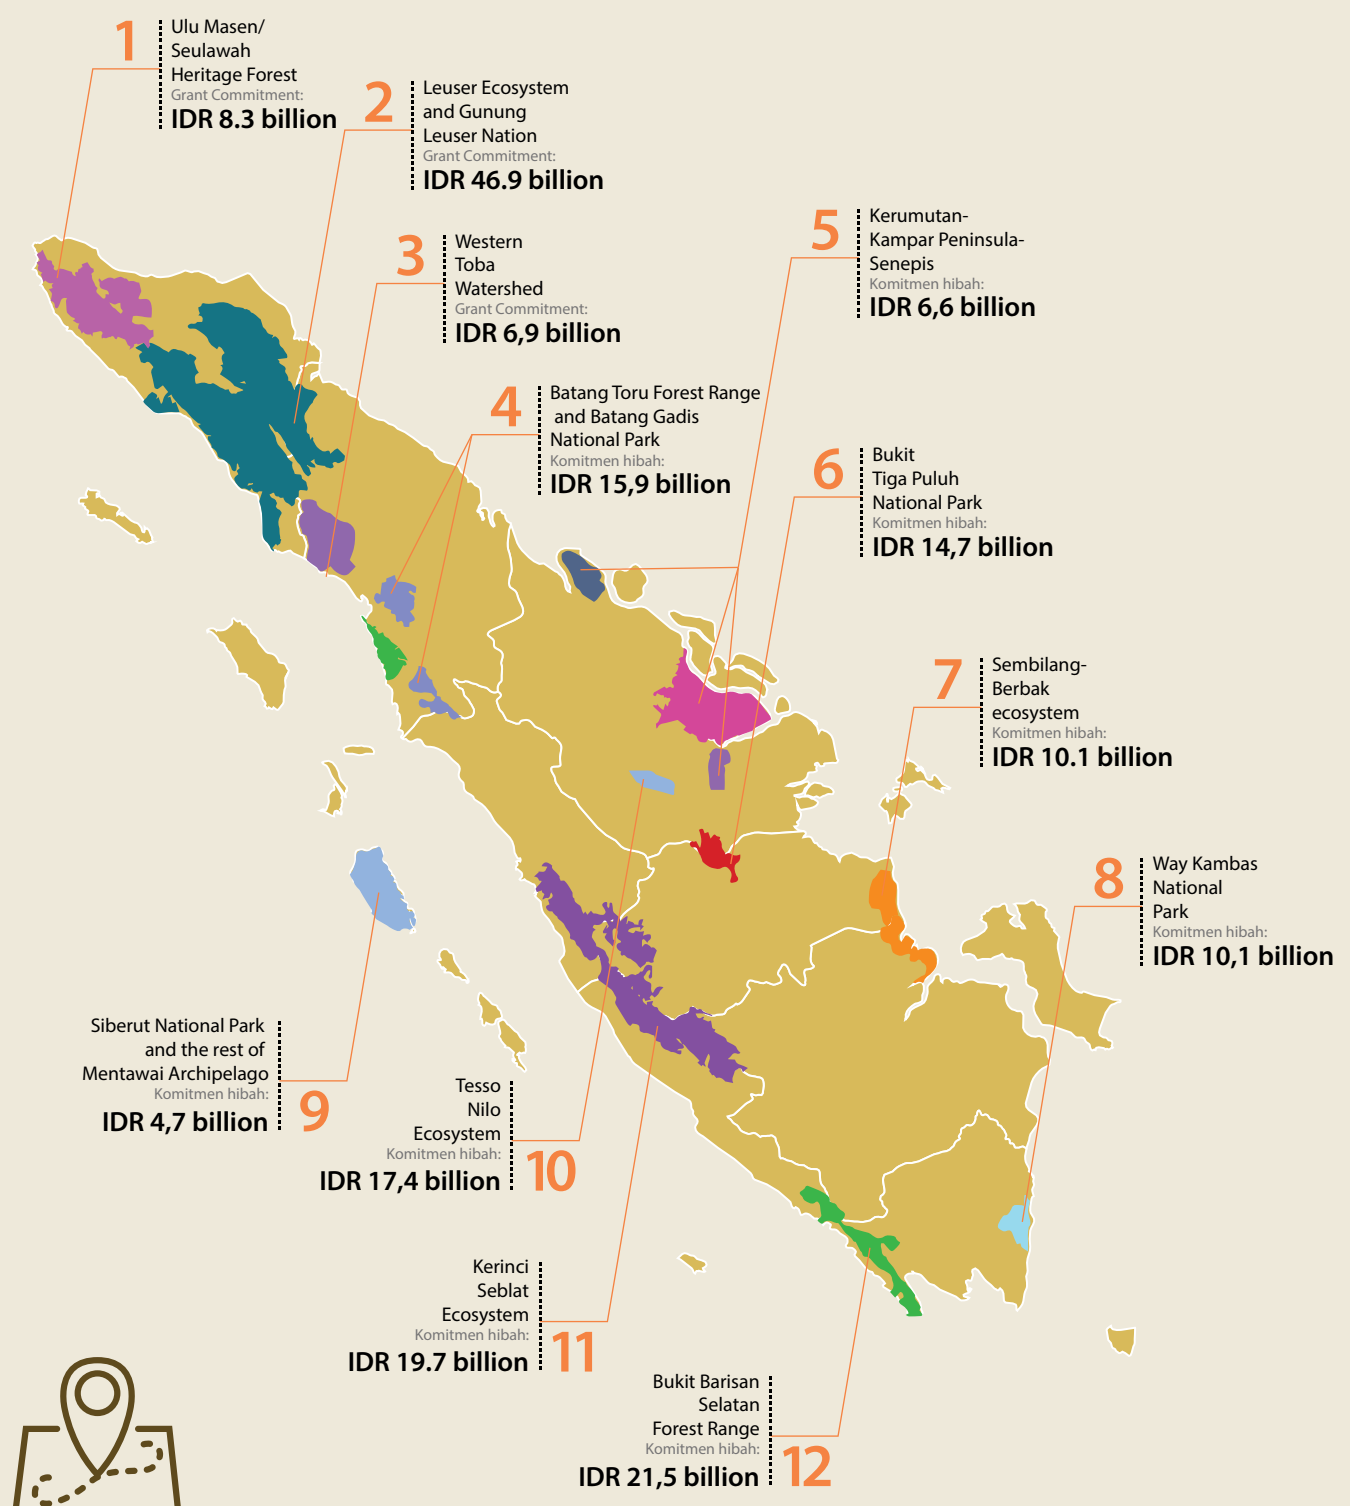 1
Ulu Masen/
Seulawah
Heritage Forest
Grant Commitment:
IDR 8.3 billion
2
Leuser Ecosystem
and Gunung
Leuser Nation
Grant Commitment:
IDR 46.9 billion
3
Western
Toba
Watershed
Grant Commitment:
IDR 6,9 billion
4
Batang Toru Forest Range
and Batang Gadis
National Park
Komitmen hibah:
IDR 15,9 billion
5
Kerumutan-
Kampar Peninsula-
Senepis
Komitmen hibah:
IDR 6,6 billion
6
Bukit
Tiga Puluh
National Park
Komitmen hibah:
IDR 14,7 billion
7
Sembilang-
Berbak
ecosystem
Komitmen hibah:
IDR 10.1 billion
8
Way Kambas
National
Park
Komitmen hibah:
IDR 10,1 billion
Siberut National Park
and the rest of
Mentawai Archipelago
Komitmen hibah:
IDR 4,7 billion
9
Tesso
Nilo
Ecosystem
Komitmen hibah:
IDR 17,4 billion
10
Kerinci
Seblat
Ecosystem
Komitmen hibah:
IDR 19.7 billion
11
Bukit Barisan
Selatan
Forest Range
Komitmen hibah:
IDR 21,5 billion
12